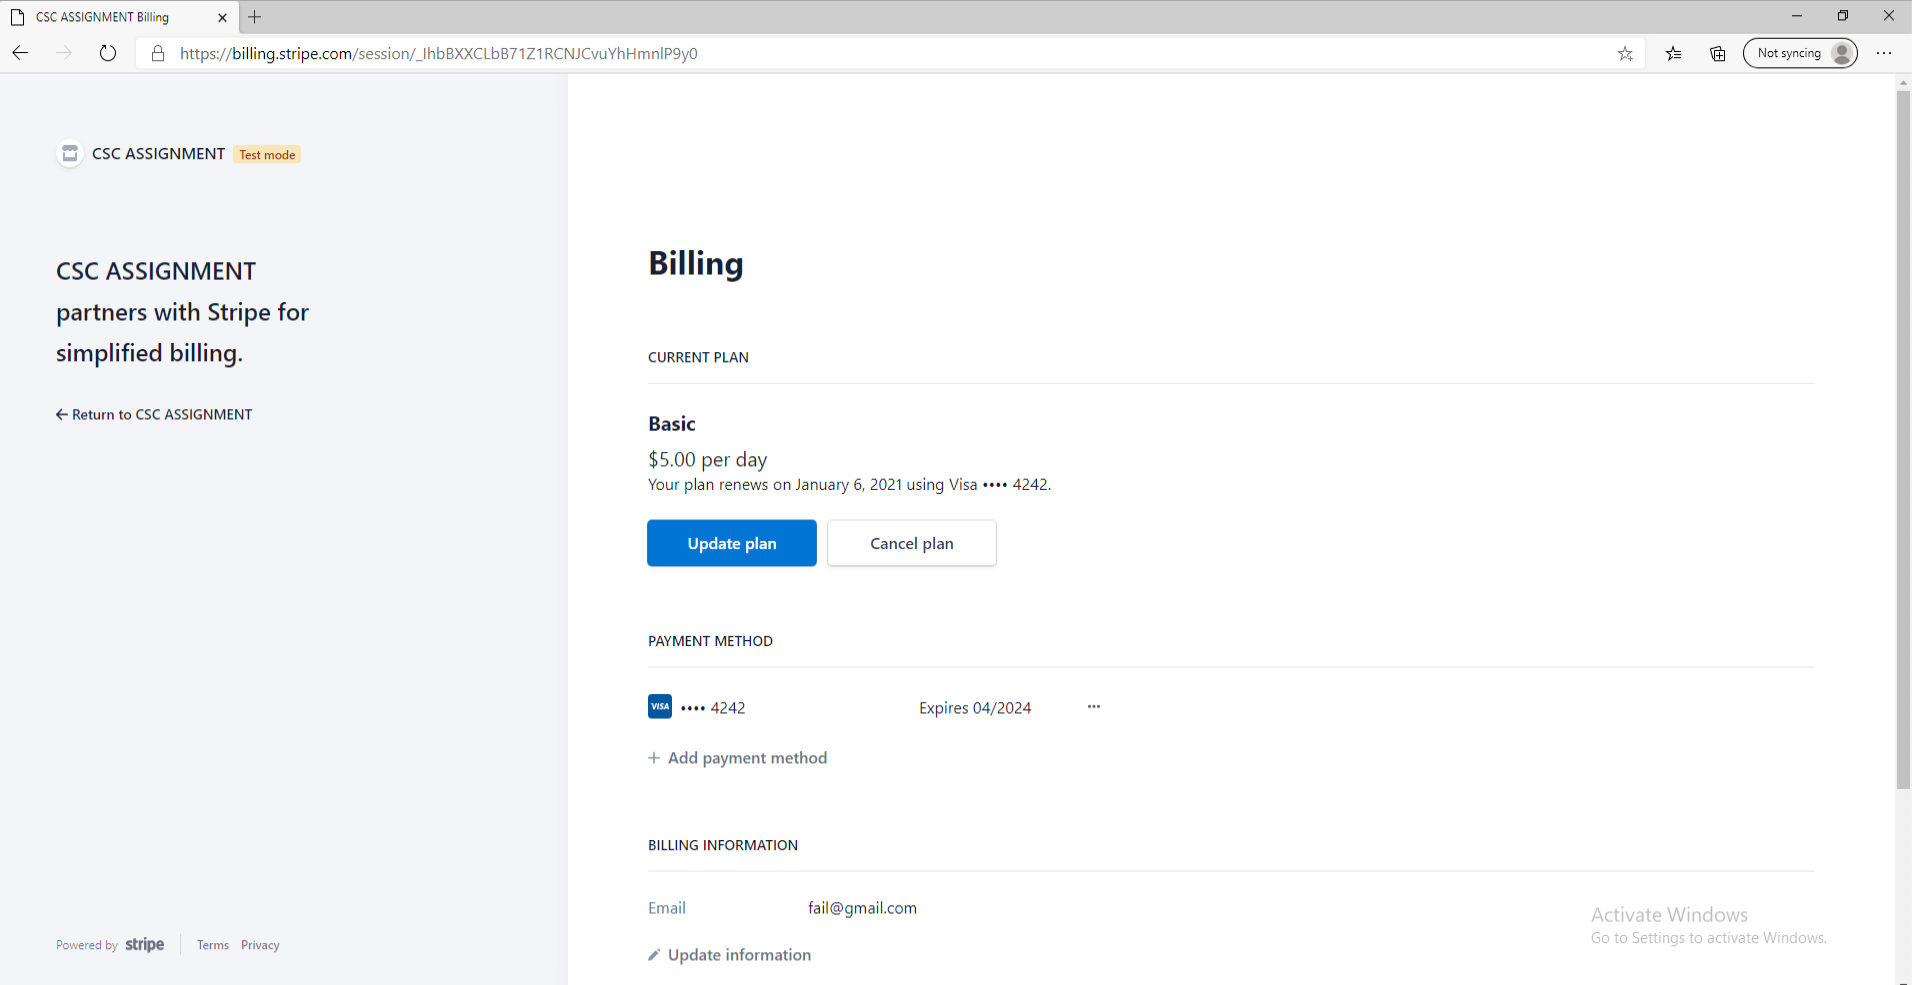 CSC ASSIGNMENT Billing
https://billing.stripe.com/session/_IhbBXXCLbB71Z1RCNJCvuYhHmnlP9y0
Not syncing
CSC ASSIGNMENT Test mode
CSC ASSIGNMENT
partners with Stripe for
simplified billing.
Return to CSC ASSIGNMENT
Powered by stripe
Terms Privacy
Billing
CURRENT PLAN
Basic
$5.00 per day
Your plan renews on January 6, 2021 using Visa •••• 4242.
Update plan Cancel plan
PAYMENT METHOD
VISA •••• 4242 Expires 04/2024
Add payment method
BILLING INFORMATION
Email fail@gmail.com
Update information
Activate Windows
Go to Settings to activate Windows.